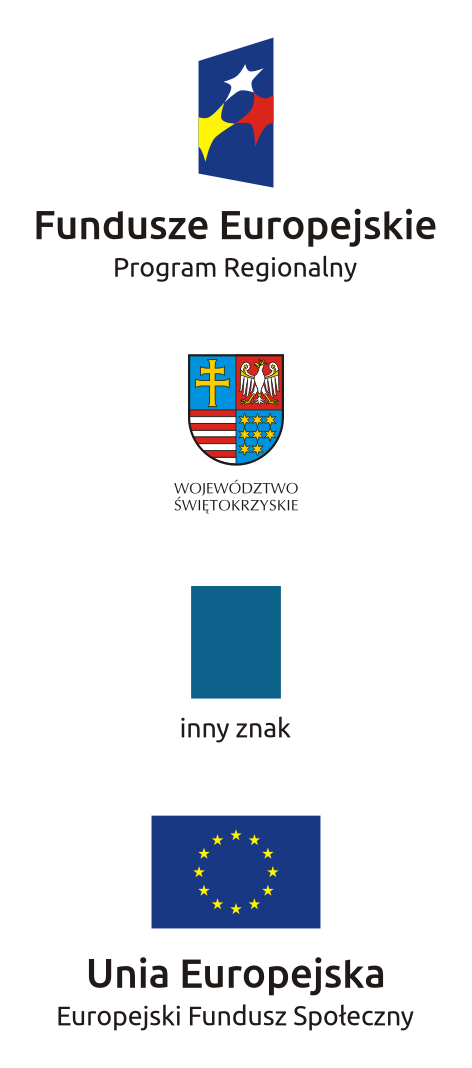 Fundusze Europejskie
Program Regionalny
WOJEWÓDZTWO
ŚWIĘTOKRZYSKIE
inny znak
Unia Europejska
Europejski Fundusz Społeczny